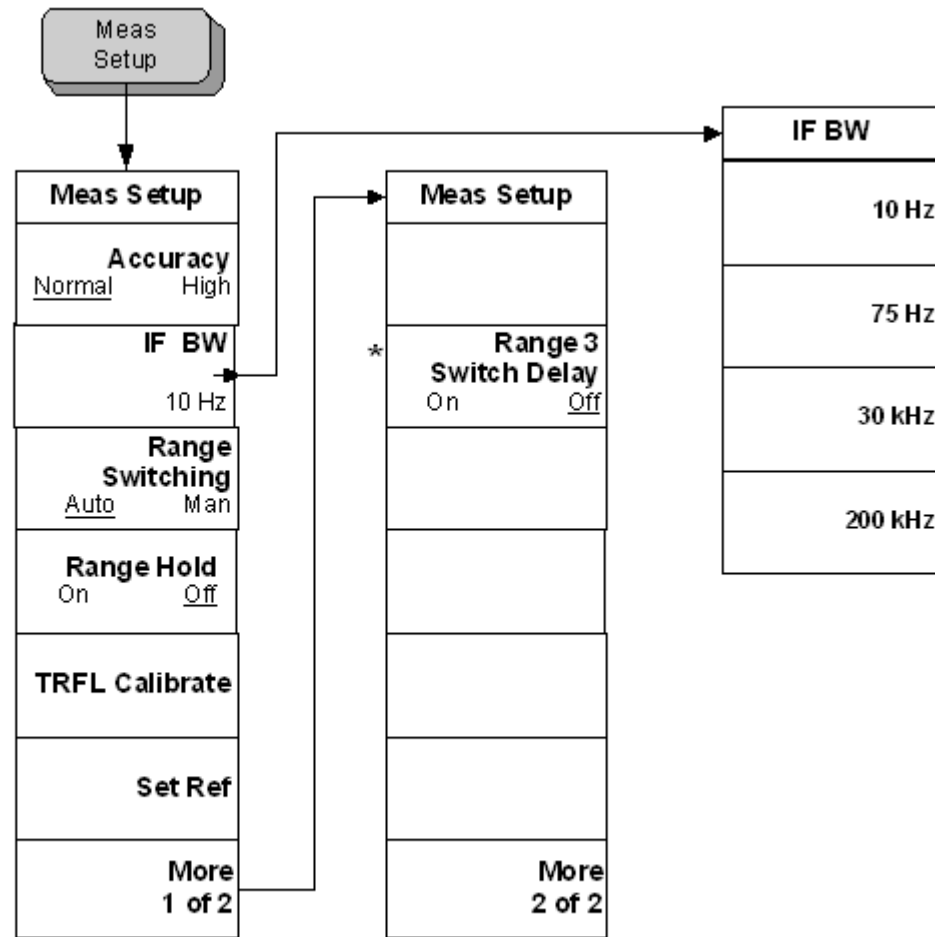 Meas
Setup
Meas Setup
Accuracy
Normal High
IF BW
10 Hz
Range
Switching
Auto Man
Range Hold
On Off
TRFL Calibrate
Set Ref
More
1 of 2
Meas Setup
*
Range 3
Switch Delay
On Off
More
2 of 2
IF BW
10 Hz
75 Hz
30 kHz
200 kHz